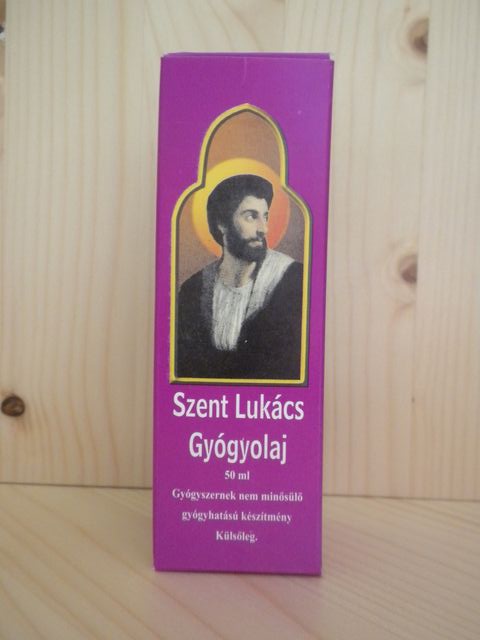 Szent Lukács
Gyógyolaj
50 ml
Gyógyszernek nem minősülő
gyógyhatású készítmény
Külsőleg.